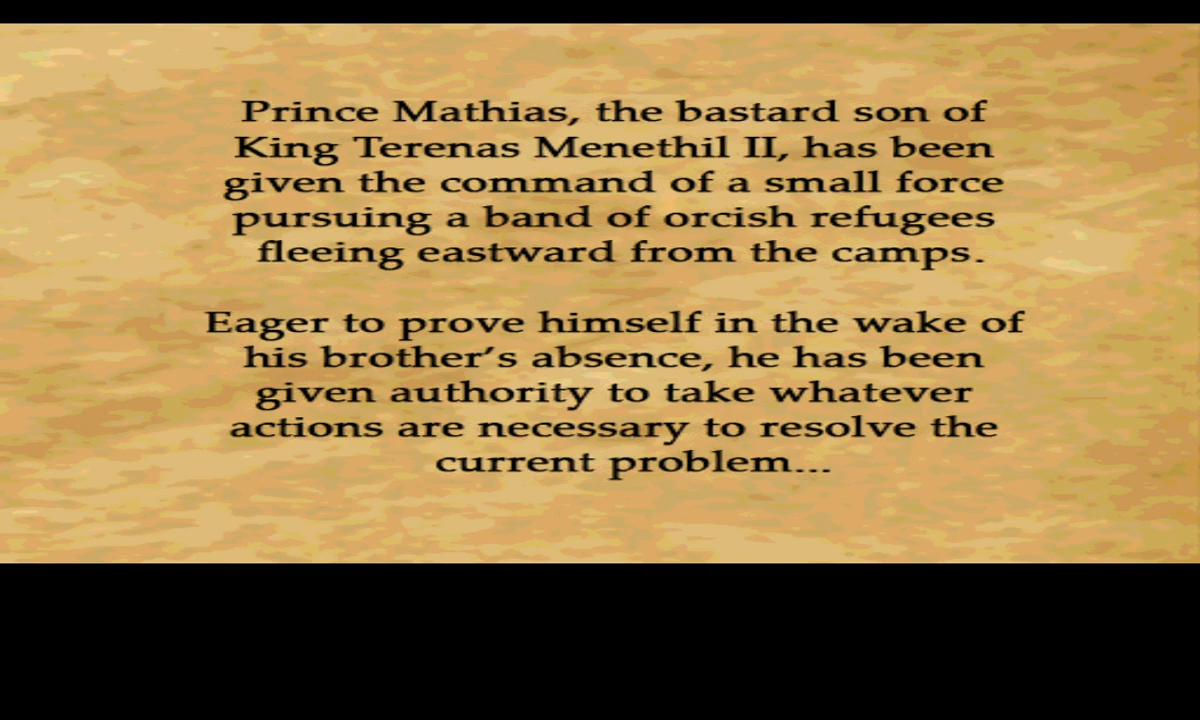 Prince Mathias, the bastard son of
King Terenas Menethil II, has been
given the command of a small force
pursuing a band of orcish refugees
fleeing eastward from the camps.
Eager to prove himself in the wake of
his brother's absence, he has been
given authority to take whatever
actions are necessary to resolve the
current problem...